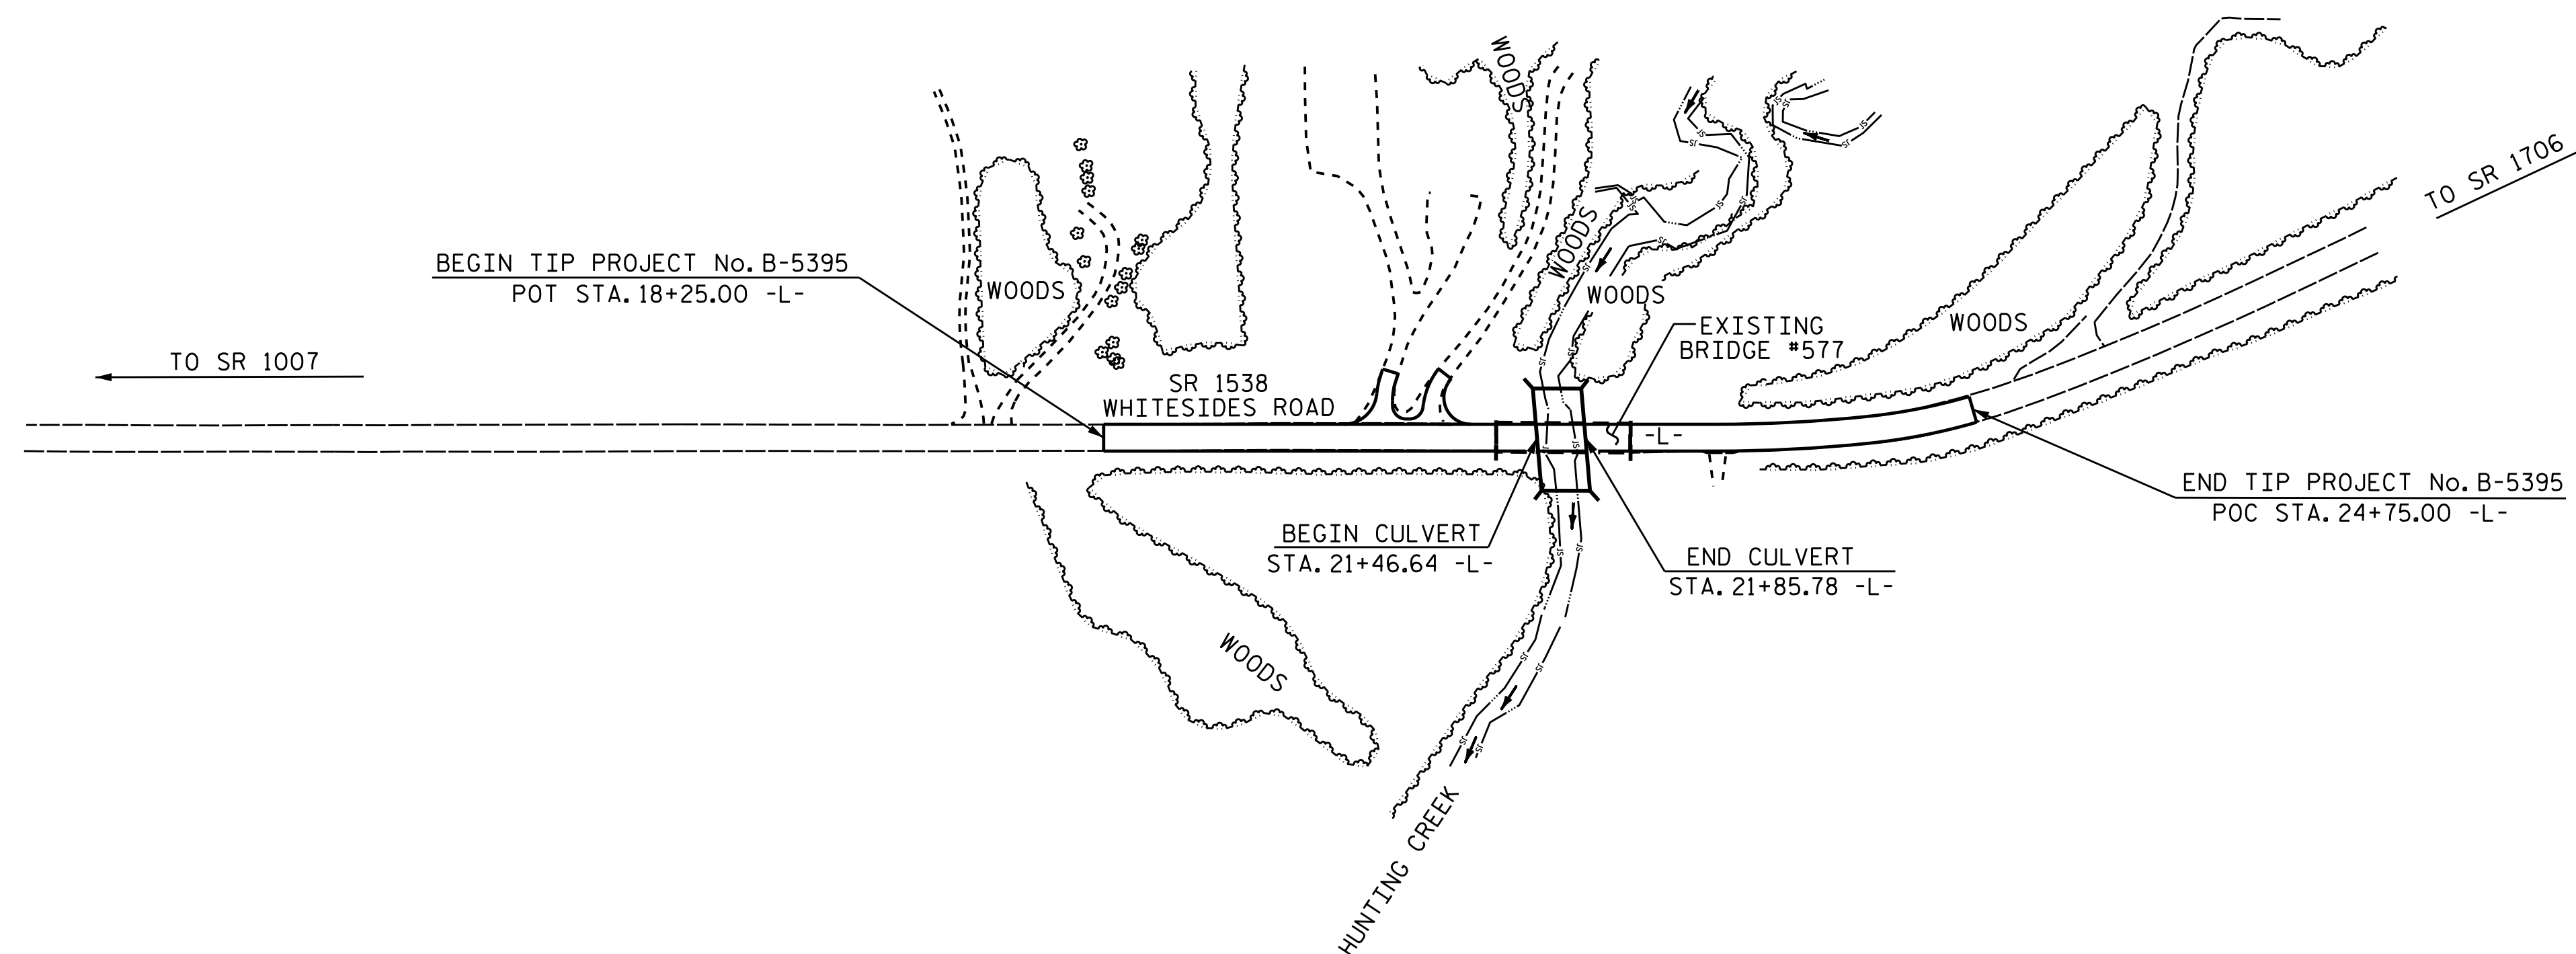 WOODS
TO SR 1706
WOODS
BEGIN TIP PROJECT No. B-5395
POT STA. 18+25.00 -L-
WOODS
WOODS
EXISTING
BRIDGE #577
WOODS
TO SR 1007
SR 1538
WHITESIDES ROAD
-L-
END TIP PROJECT No. B-5395
POC STA. 24+75.00 -L-
BEGIN CULVERT
STA. 21+46.64 -L-
END CULVERT
STA. 21+85.78 -L-
WOODS
HUNTING CREEK